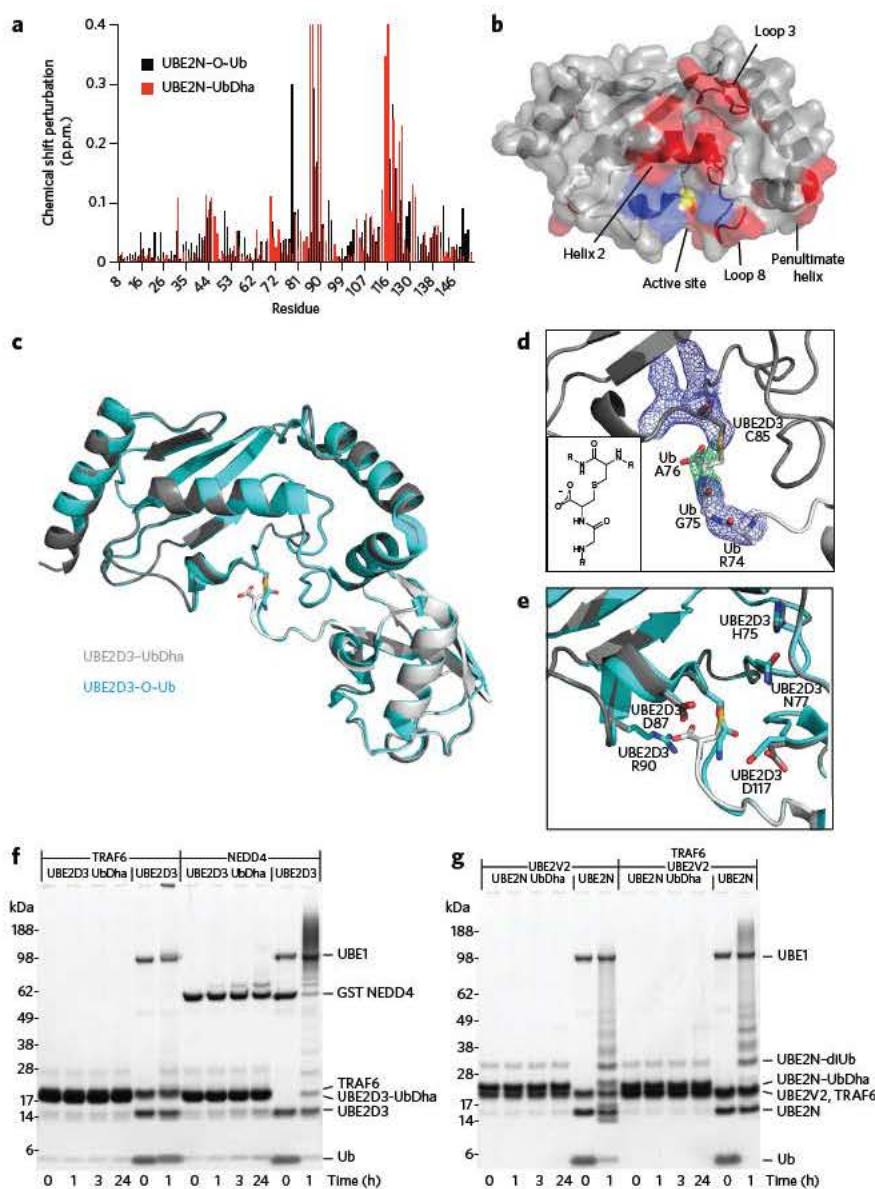 a
0.4
0.3
0.2
0.1
0
Chemical shift perturbation
(p.p.m.)
UBE2N–O-Ub
UBE2N–UbDha
8 16 26 35 44 53 62 72 81 90 99 107 116 130 138 146
Residue
b
Loop 3
Helix 2
Active site
Loop 8
Penultimate
helix
c
UBE2D3-UbDha
UBE2D3-O-Ub
d
UBE2D3
C85
Ub
A76
Ub
G75
Ub
R74
R
O
N
H
R
H
N
S
O
O
-
NH
O
NH
R
e
UBE2D3
H75
UBE2D3
N77
UBE2D3
D87
UBE2D3
R90
UBE2D3
D117
f
TRAF6 NEDD4
UBE2D3 UbDha UBE2D3 UBE2D3 UbDha UBE2D3
kDa
188-
98-
62-
49-
38-
28-
17-
14-
6-
UBE1
GST NEDD4
TRAF6
UBE2D3-UbDha
UBE2D3
Ub
0 1 3 24 0 1 0 1 3 24 0 1 Time (h)
g
TRAF6
UBE2V2 UBE2V2
UBE2N UbDha UBE2N UBE2N UbDha UBE2N
kDa
188-
98-
62-
49-
38-
28-
17-
14-
6-
UBE1
UBE2N-diUb
UBE2N-UbDha
UBE2V2, TRAF6
UBE2N
Ub
0 1 3 24 0 1 0 1 3 24 0 1 Time (h)